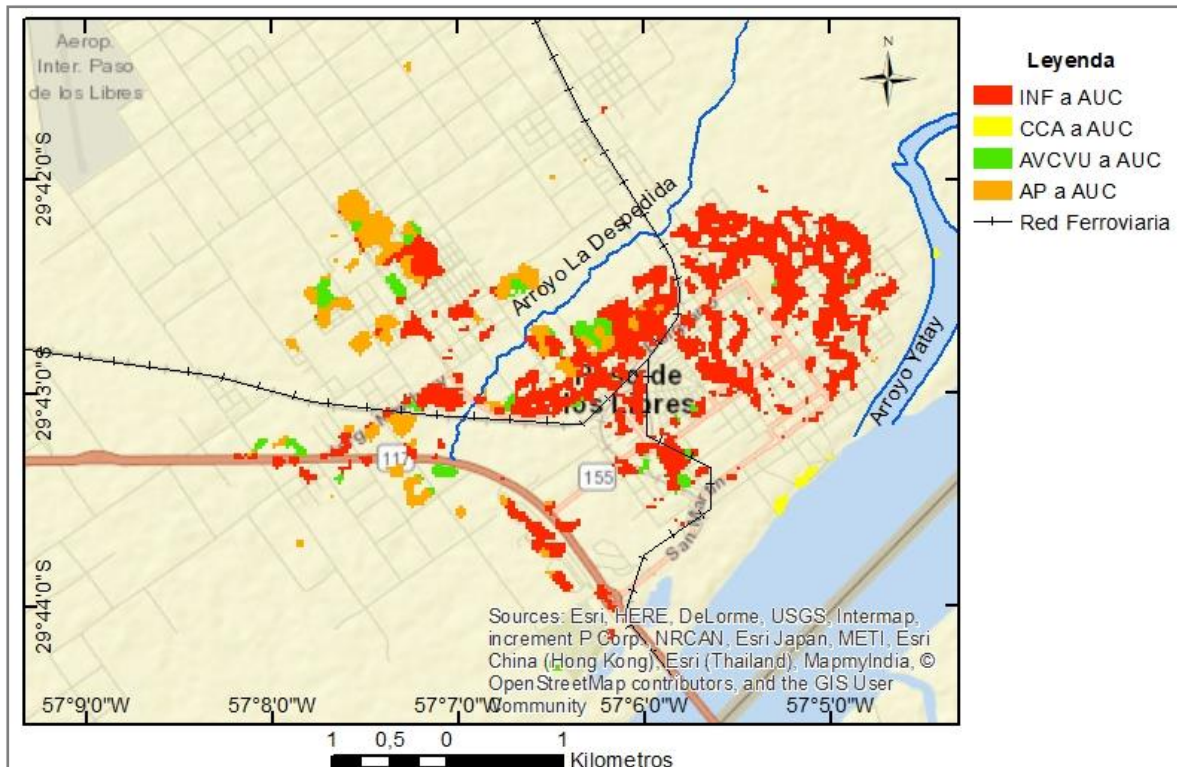 Aerop.
Inter. Paso
de los Libres
N
29°42'0"S
29°43'0"S
29°44'0"S
Arroyo La Despedida
Arroyo Yatay
Paso de
los Libres
117
155
San Martín
Sources: Esri, HERE, DeLorme, USGS, Intermap,
increment P Corp., NRCAN, Esri Japan, METI, Esri
China (Hong Kong), Esri (Thailand), MapmyIndia, ©
OpenStreetMap contributors, and the GIS User
Community
57°9'0"W
57°8'0"W
57°7'0"W
57°6'0"W
57°5'0"W
1 0,5 0 1
Kilometros
Leyenda
INF a AUC
CCA a AUC
AVCVU a AUC
AP a AUC
Red Ferroviaria